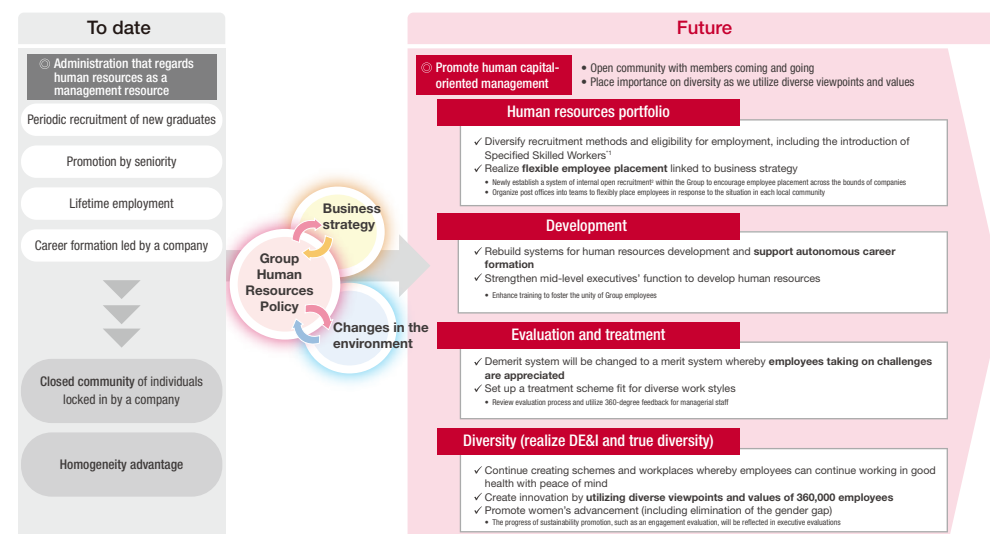 To date
◎ Administration that regards
human resources as a
management resource
Periodic recruitment of new graduates
Promotion by seniority
Lifetime employment
Career formation led by a company
Closed community of individuals
locked in by a company
Homogeneity advantage
Business
strategy
Group
Human
Resources
Policy
Changes in the
environment
Future
◎ Promote human capital-
oriented management
• Open community with members coming and going
• Place importance on diversity as we utilize diverse viewpoints and values
Human resources portfolio
✓ Diversify recruitment methods and eligibility for employment, including the introduction of
Specified Skilled Workers*1
✓ Realize flexible employee placement linked to business strategy
• Newly establish a system of internal open recruitment² within the Group to encourage employee placement across the bounds of companies
• Organize post offices into teams to flexibly place employees in response to the situation in each local community
Development
✓ Rebuild systems for human resources development and support autonomous career
formation
✓ Strengthen mid-level executives' function to develop human resources
• Enhance training to foster the unity of Group employees
Evaluation and treatment
✓ Demerit system will be changed to a merit system whereby employees taking on challenges
are appreciated
✓ Set up a treatment scheme fit for diverse work styles
• Review evaluation process and utilize 360-degree feedback for managerial staff
Diversity (realize DE&I and true diversity)
✓ Continue creating schemes and workplaces whereby employees can continue working in good
health with peace of mind
✓ Create innovation by utilizing diverse viewpoints and values of 360,000 employees
✓ Promote women's advancement (including elimination of the gender gap)
• The progress of sustainability promotion, such as an engagement evaluation, will be reflected in executive evaluations